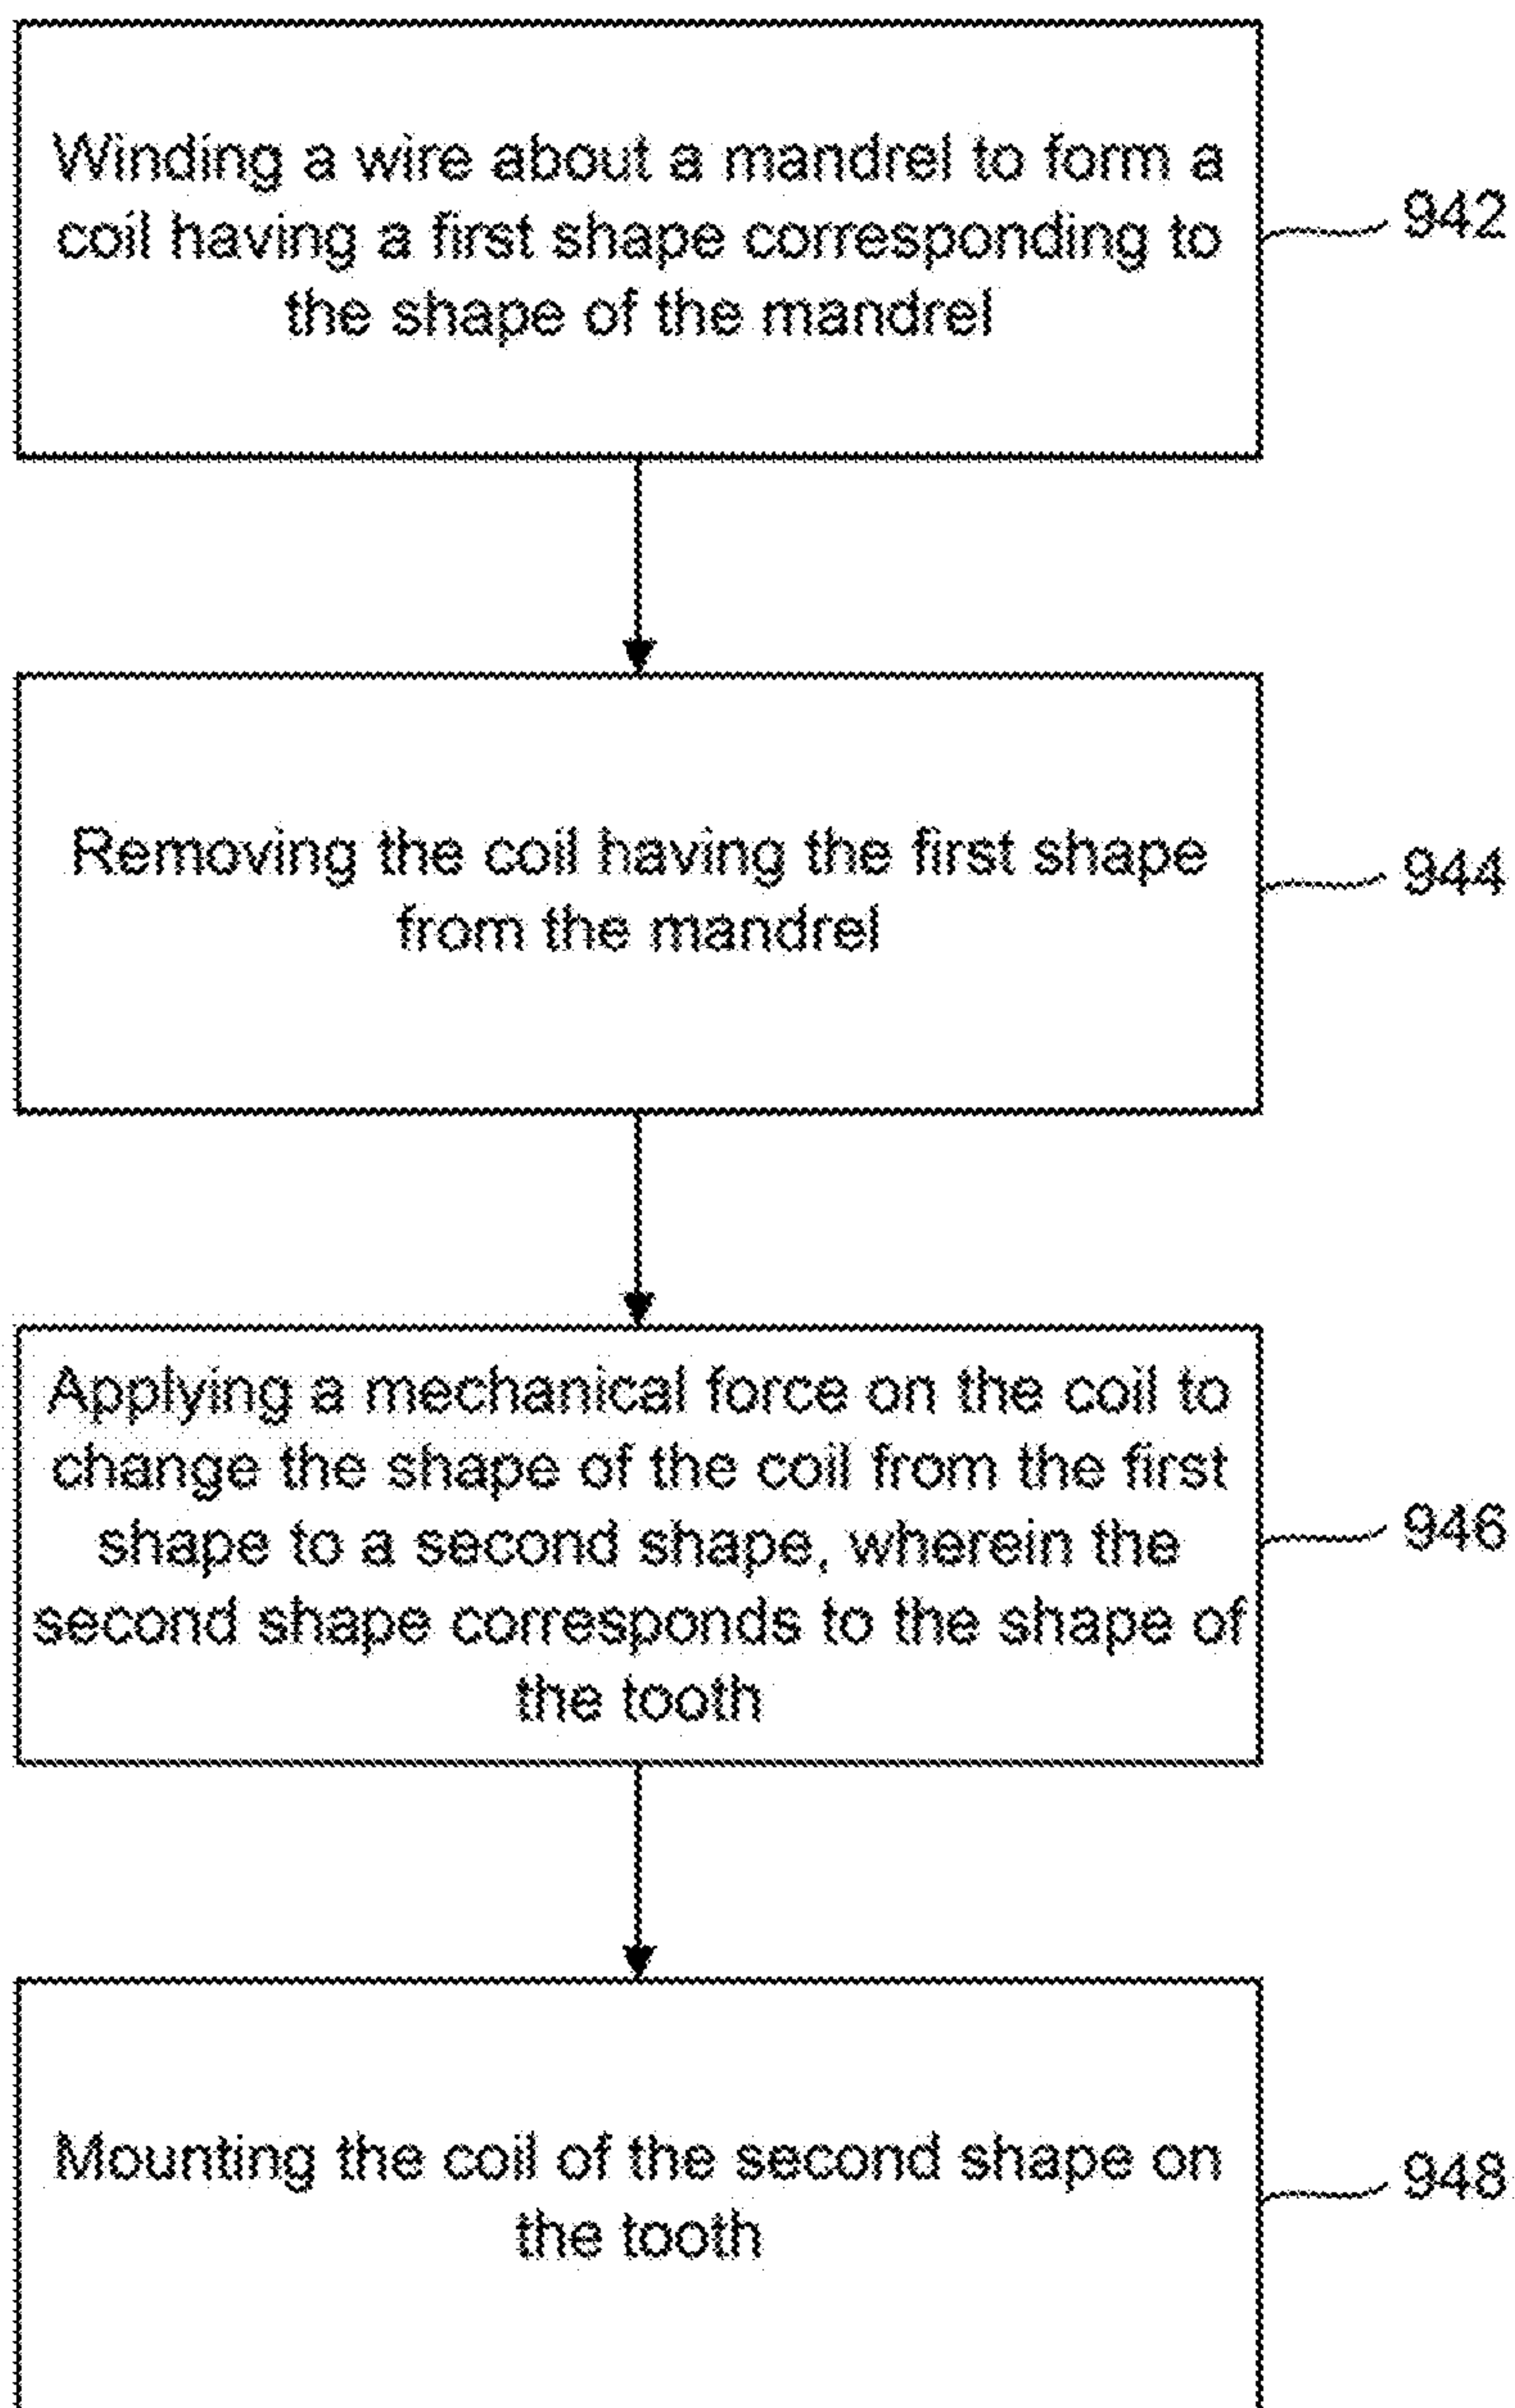 Winding a wire about a mandrel to form a
coil having a first shape corresponding to
the shape of the mandrel
942
Removing the coil having the first shape
from the mandrel
944
Applying a mechanical force on the coil to
change the shape of the coil from the first
shape to a second shape, wherein the
second shape corresponds to the shape of
the tooth
946
Mounting the coil of the second shape on
the tooth
948